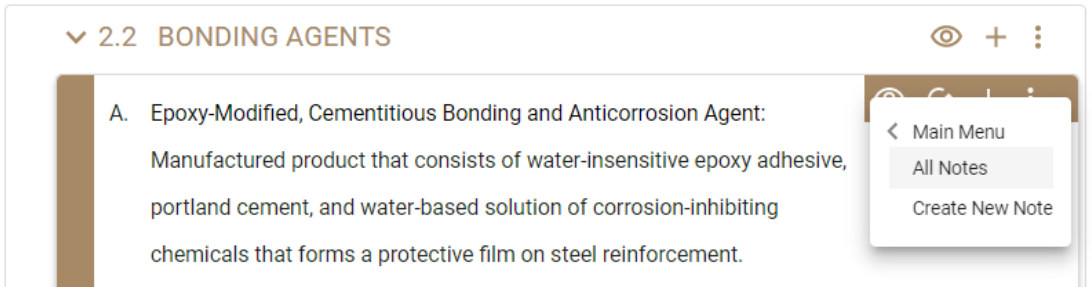 2.2 BONDING AGENTS
A. Epoxy-Modified, Cementitious Bonding and Anticorrosion Agent:
Manufactured product that consists of water-insensitive epoxy adhesive,
portland cement, and water-based solution of corrosion-inhibiting
chemicals that forms a protective film on steel reinforcement.
Main Menu
All Notes
Create New Note